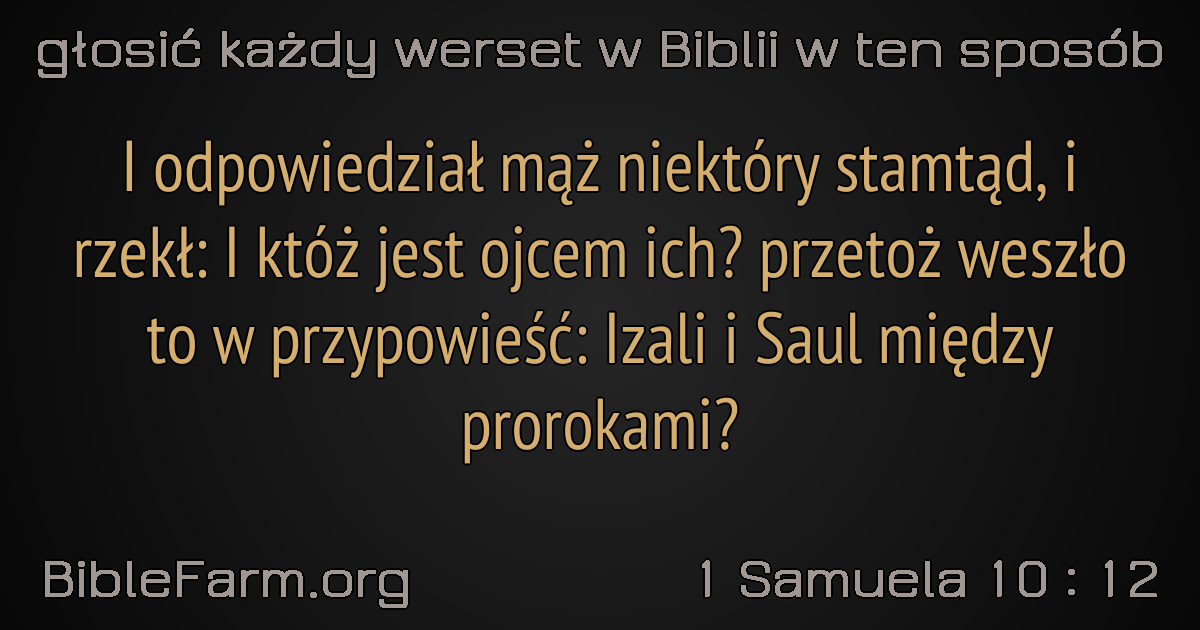 głosić każdy werset w Biblii w ten sposób
I odpowiedział mąż niektóry stamtąd, i
rzekł: I któż jest ojcem ich? przetoż weszło
to w przypowieść: Izali i Saul między
prorokami?
BibleFarm.org
1 Samuela 10 : 12